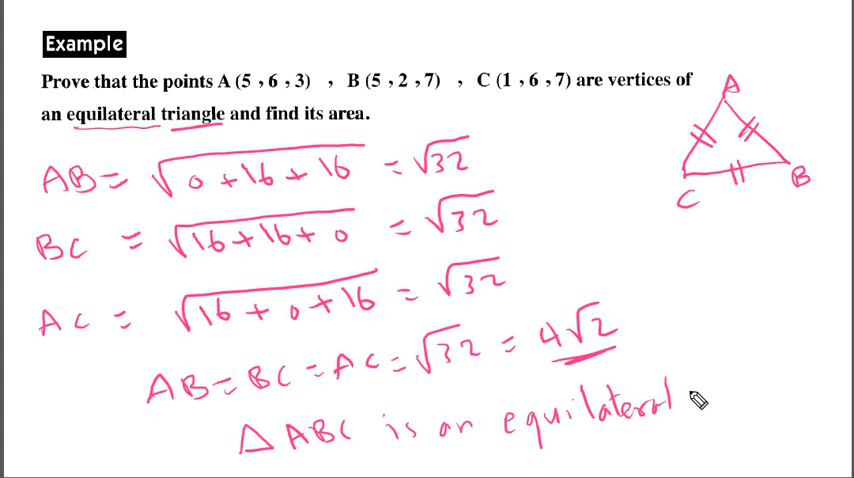 Example
Prove that the points A (5 , 6 , 3) , B (5 , 2 , 7) , C (1 , 6 , 7) are vertices of
an equilateral triangle and find its area.
A
C
B
AB = √0 + 16 + 16 = √32
BC = √16 + 16 + 0 = √32
AC = √16 + 0 + 16 = √32
AB = BC = AC = √32 = 4√2
Δ ABC is an equilateral